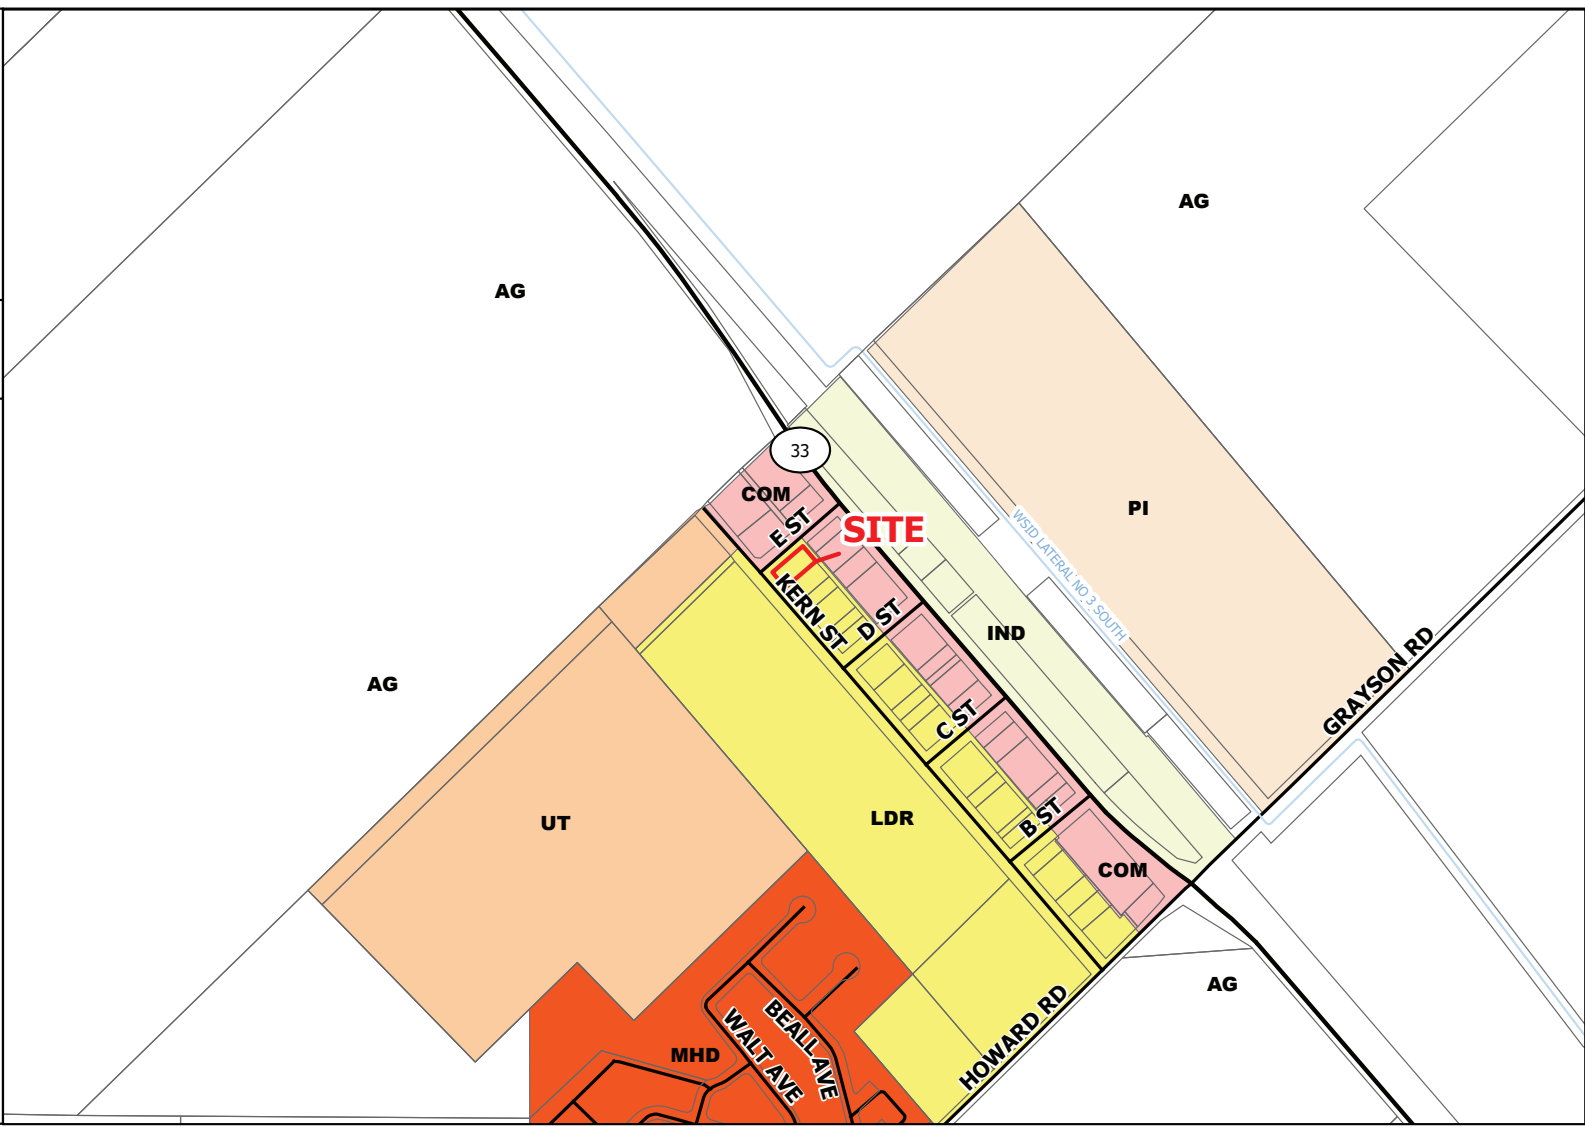 AG
AG
33
COM
E ST
SITE
PI
WSID LATERAL NO 3 SOUTH
KERN ST
D ST
IND
GRAYSON RD
AG
C ST
UT
LDR
B ST
COM
AG
HOWARD RD
BEALL AVE
WALT AVE
MHD